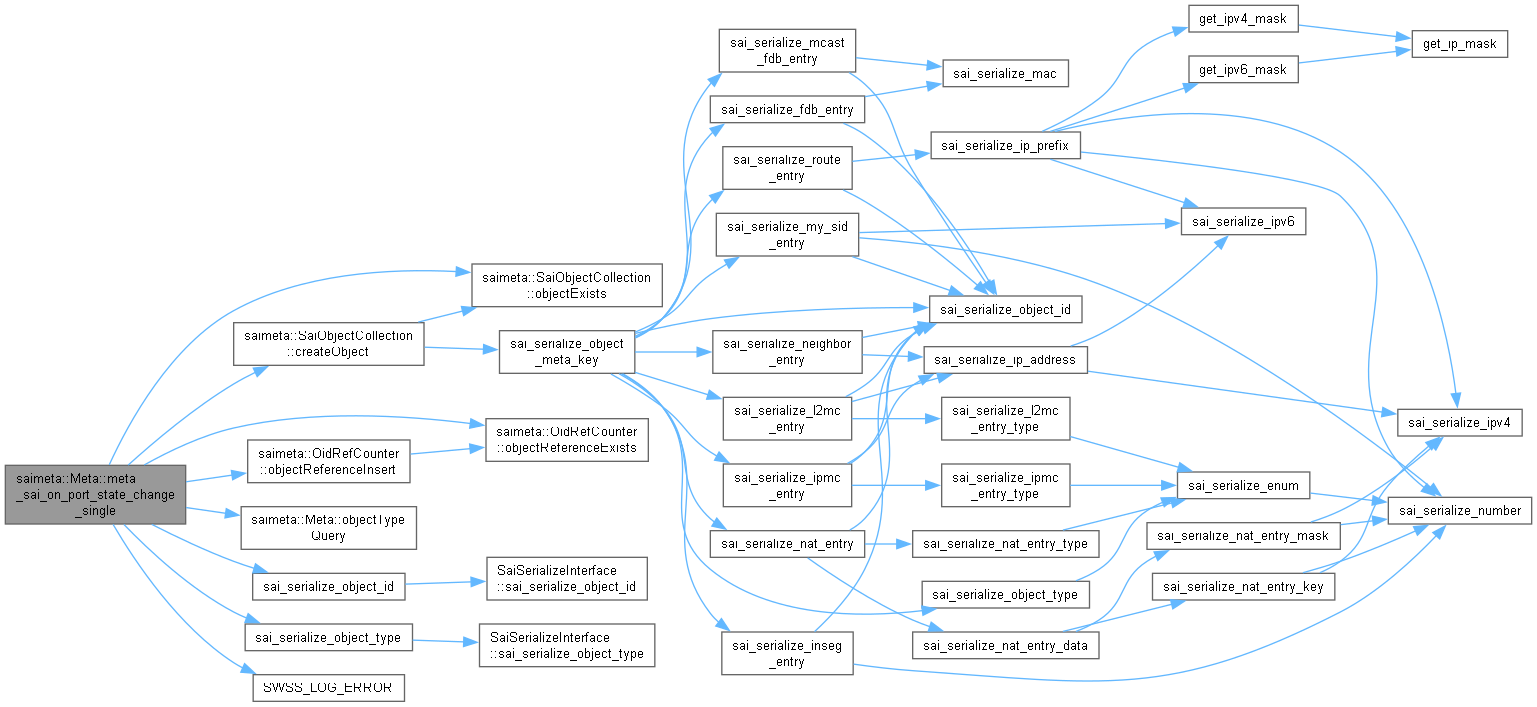 saimeta::Meta::meta
_sai_on_port_state_change
_single
saimeta::SaiObjectCollection
::objectExists
saimeta::SaiObjectCollection
::createObject
saimeta::OidRefCounter
::objectReferenceExists
saimeta::OidRefCounter
::objectReferenceInsert
saimeta::Meta::objectType
Query
sai_serialize_object_id
SaiSerializeInterface
::sai_serialize_object_id
sai_serialize_object_type
SaiSerializeInterface
::sai_serialize_object_type
SWSS_LOG_ERROR
sai_serialize_object
_meta_key
sai_serialize_mcast
_fdb_entry
sai_serialize_fdb_entry
sai_serialize_route
_entry
sai_serialize_my_sid
_entry
sai_serialize_neighbor
_entry
sai_serialize_l2mc
_entry
sai_serialize_ipmc
_entry
sai_serialize_nat_entry
sai_serialize_inseg
_entry
sai_serialize_mac
sai_serialize_ip_prefix
sai_serialize_object_id
sai_serialize_ip_address
sai_serialize_l2mc
_entry_type
sai_serialize_ipmc
_entry_type
sai_serialize_nat_entry_type
sai_serialize_object_type
sai_serialize_nat_entry_data
get_ipv4_mask
get_ipv6_mask
get_ip_mask
sai_serialize_ipv6
sai_serialize_ipv4
sai_serialize_enum
sai_serialize_number
sai_serialize_nat_entry_mask
sai_serialize_nat_entry_key